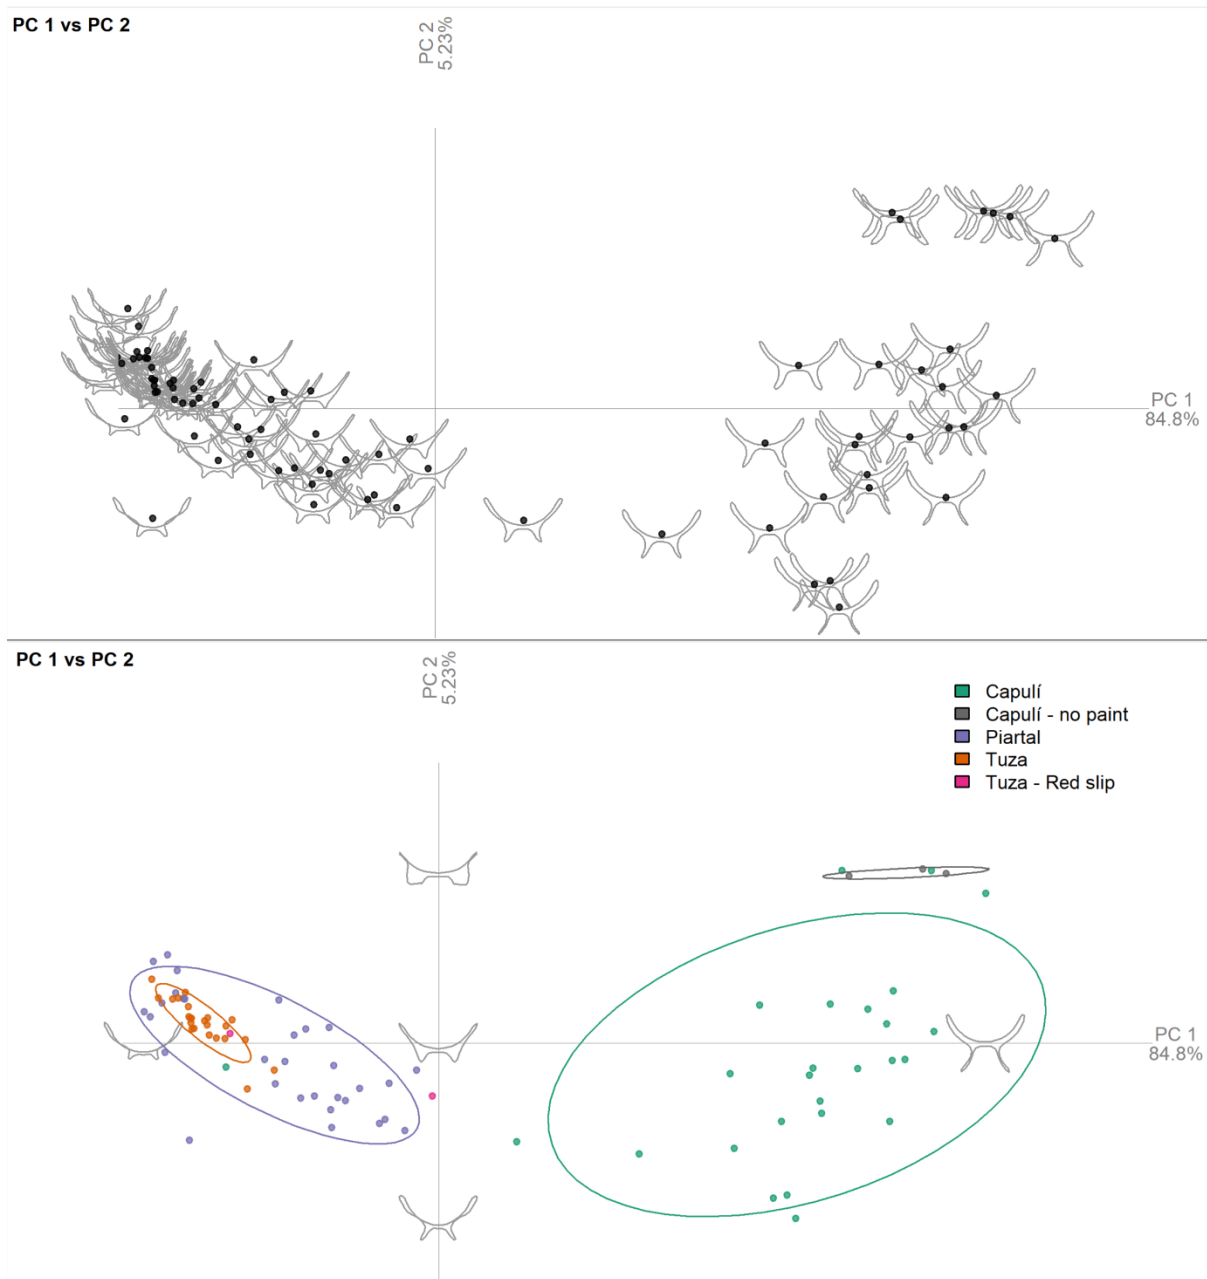 PC 1 vs PC 2
PC 2
5.23%
PC 1
84.8%
PC 1 vs PC 2
PC 2
5.23%
Capulí
Capulí - no paint
Piartal
Tuza
Tuza - Red slip
PC 1
84.8%